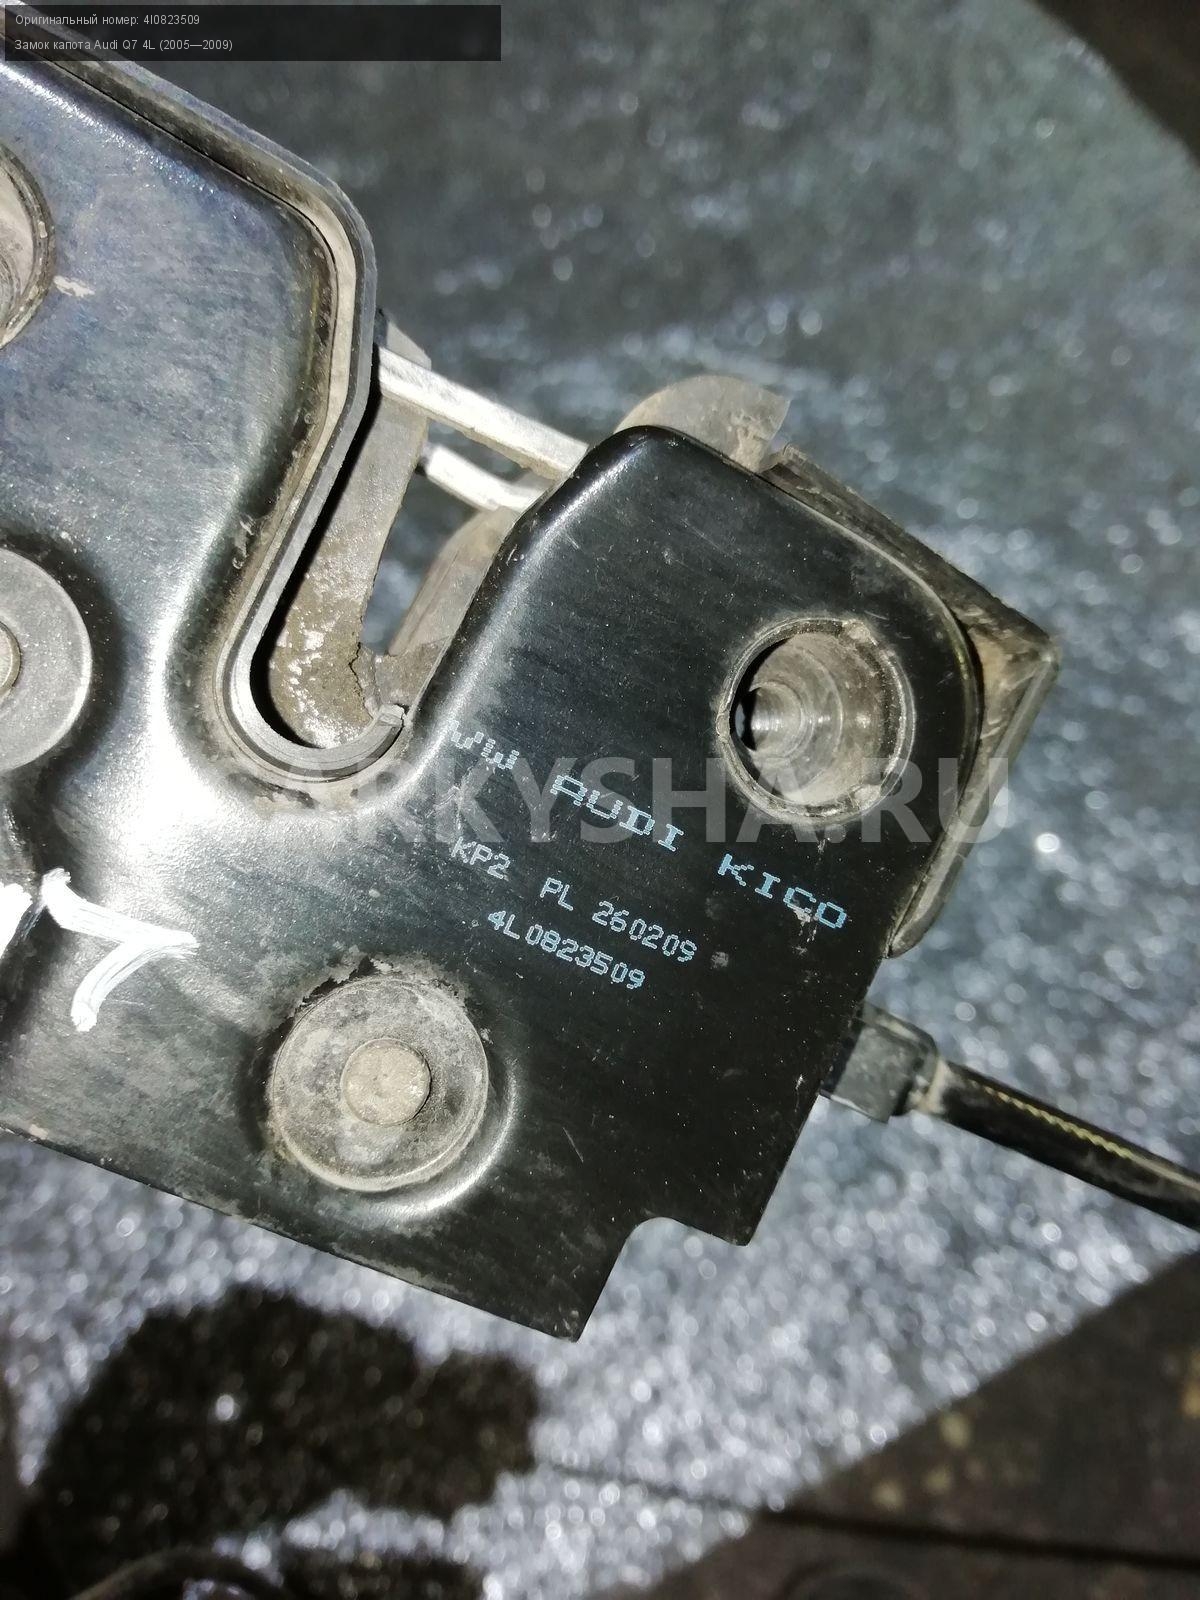 Оригинальный номер: 4l0823509
Замок капота Audi Q7 4L (2005—2009)
VW AUDI KICO
KP2 PL 260209
4L0823509